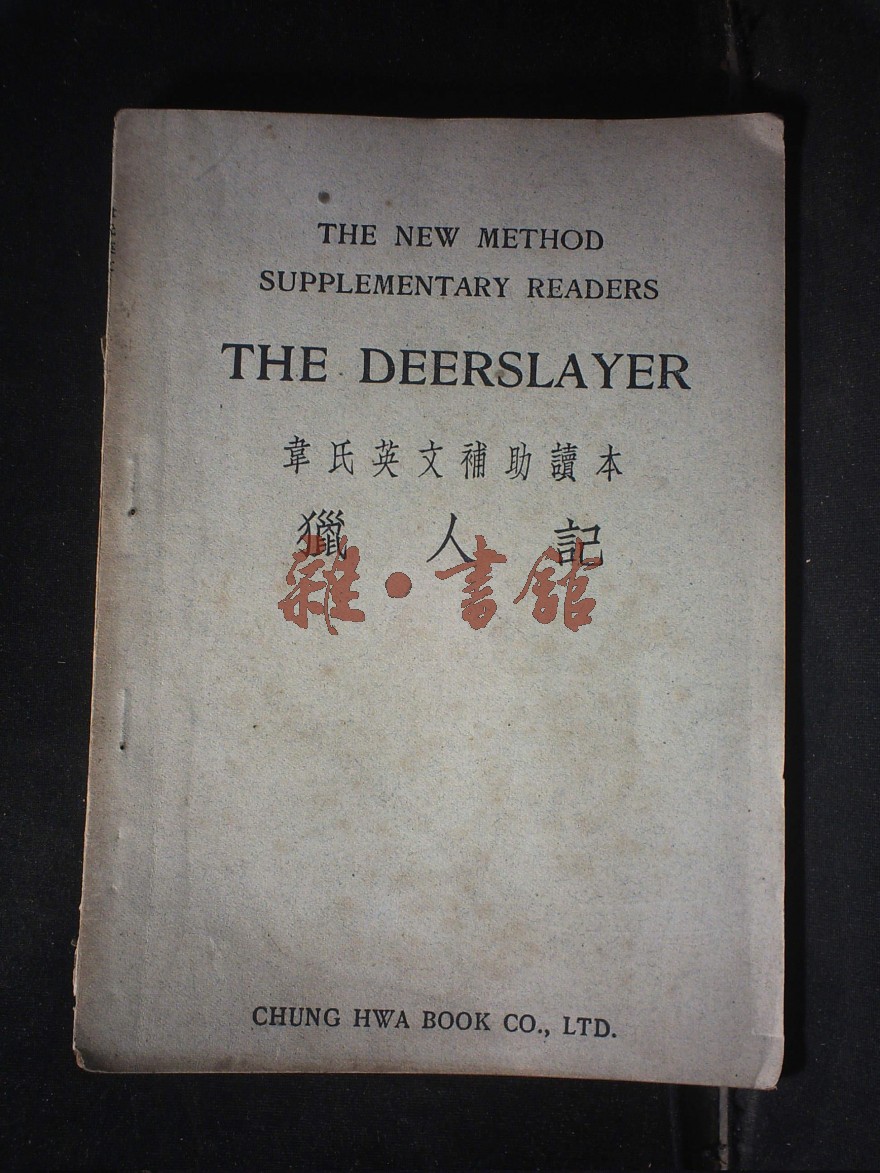 THE NEW METHOD
SUPPLEMENTARY READERS
THE DEERSLAYER
韋氏英文補助讀本
獵人記
雜·書館
CHUNG HWA BOOK CO., LTD.